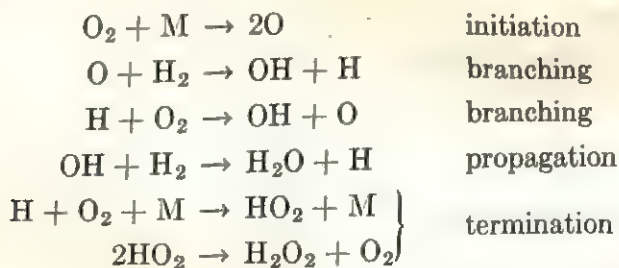 O₂ + M → 2O initiation
O + H₂ → OH + H branching
H + O₂ → OH + O branching
OH + H₂ → H₂O + H propagation
H + O₂ + M → HO₂ + M
termination
2HO₂ → H₂O₂ + O₂